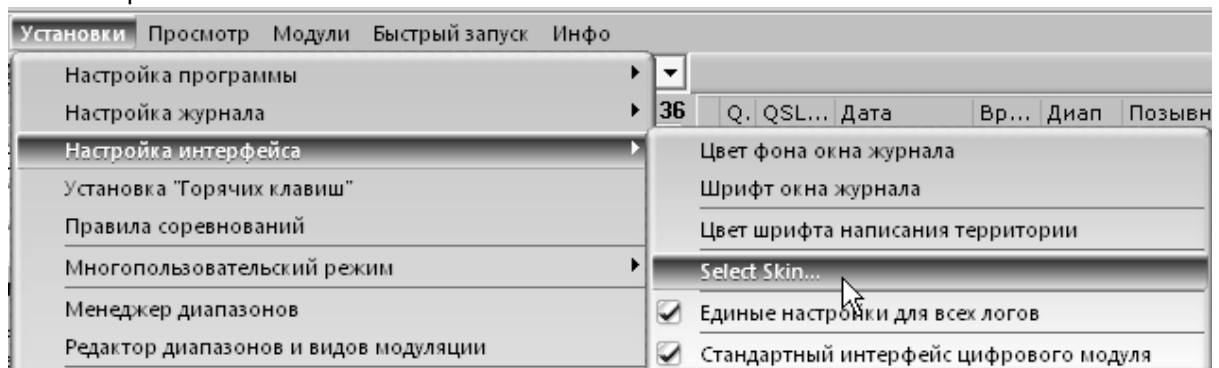 Установки Просмотр Модули Быстрый запуск Инфо
Настройка программы
Настройка журнала
36 Q. QSL... Дата Вр... Диап Позывн
Настройка интерфейса
Цвет фона окна журнала
Установка "Горячих клавиш"
Шрифт окна журнала
Правила соревнований
Цвет шрифта написания территории
Многопользовательский режим
Select Skin...
Менеджер диапазонов
Единые настройки для всех логов
Редактор диапазонов и видов модуляции
Стандартный интерфейс цифрового модуля